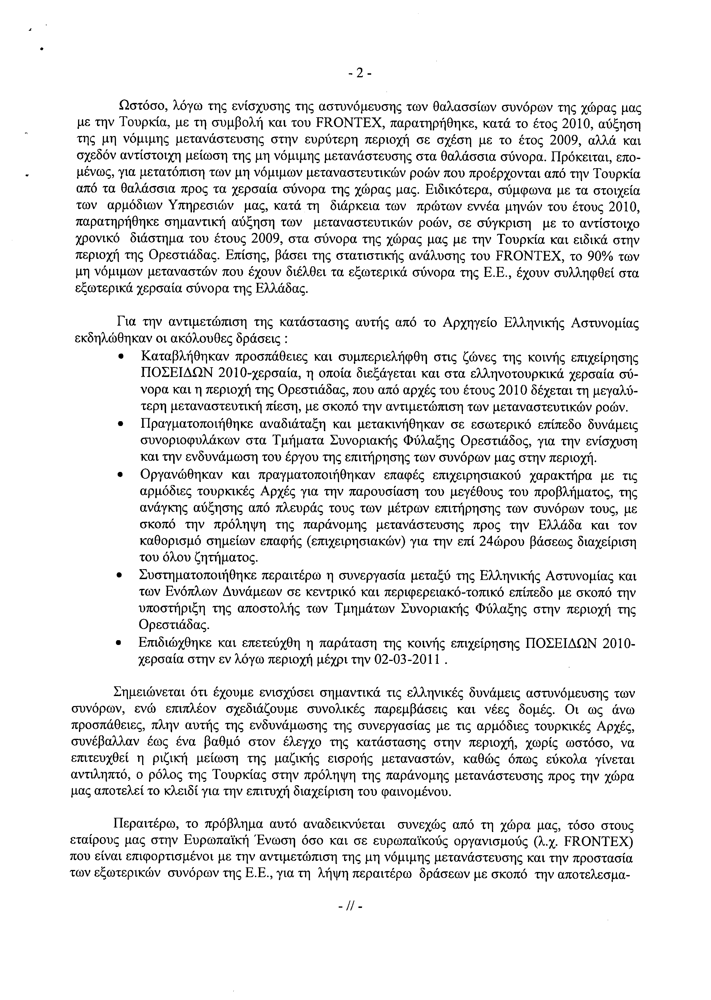 - 2 -
Ωστόσο, λόγω της ενίσχυσης της αστυνόμευσης των θαλασσίων συνόρων της χώρας μας
με την Τουρκία, με τη συμβολή και του FRONTEX, παρατηρήθηκε, κατά το έτος 2010, αύξηση
της μη νόμιμης μετανάστευσης στην ευρύτερη περιοχή σε σχέση με το έτος 2009, αλλά και
σχεδόν αντίστοιχη μείωση της μη νόμιμης μετανάστευσης στα θαλάσσια σύνορα. Πρόκειται, επο-
μένως, για μετατόπιση των μη νόμιμων μεταναστευτικών ροών που προέρχονται από την Τουρκία
από τα θαλάσσια προς τα χερσαία σύνορα της χώρας μας. Ειδικότερα, σύμφωνα με τα στοιχεία
των αρμόδιων Υπηρεσιών μας, κατά τη διάρκεια των πρώτων εννέα μηνών του έτους 2010,
παρατηρήθηκε σημαντική αύξηση των μεταναστευτικών ροών, σε σύγκριση με το αντίστοιχο
χρονικό διάστημα του έτους 2009, στα σύνορα της χώρας μας με την Τουρκία και ειδικά στην
περιοχή της Ορεστιάδας. Επίσης, βάσει της στατιστικής ανάλυσης του FRONTEX, το 90% των
μη νόμιμων μεταναστών που έχουν διέλθει τα εξωτερικά σύνορα της Ε.Ε., έχουν συλληφθεί στα
εξωτερικά χερσαία σύνορα της Ελλάδας.
Για την αντιμετώπιση της κατάστασης αυτής από το Αρχηγείο Ελληνικής Αστυνομίας
εκδηλώθηκαν οι ακόλουθες δράσεις :
• Καταβλήθηκαν προσπάθειες και συμπεριελήφθη στις ζώνες της κοινής επιχείρησης
ΠΟΣΕΙΔΩΝ 2010-χερσαία, η οποία διεξάγεται και στα ελληνοτουρκικά χερσαία σύ-
νορα και η περιοχή της Ορεστιάδας, που από αρχές του έτους 2010 δέχεται τη μεγαλύ-
τερη μεταναστευτική πίεση, με σκοπό την αντιμετώπιση των μεταναστευτικών ροών.
• Πραγματοποιήθηκε αναδιάταξη και μετακινήθηκαν σε εσωτερικό επίπεδο δυνάμεις
συνοριοφυλάκων στα Τμήματα Συνοριακής Φύλαξης Ορεστιάδος, για την ενίσχυση
και την ενδυνάμωση του έργου της επιτήρησης των συνόρων μας στην περιοχή.
• Οργανώθηκαν και πραγματοποιήθηκαν επαφές επιχειρησιακού χαρακτήρα με τις
αρμόδιες τουρκικές Αρχές για την παρουσίαση του μεγέθους του προβλήματος, της
ανάγκης αύξησης από πλευράς τους των μέτρων επιτήρησης των συνόρων τους, με
σκοπό την πρόληψη της παράνομης μετανάστευσης προς την Ελλάδα και τον
καθορισμό σημείων επαφής (επιχειρησιακών) για την επί 24ώρου βάσεως διαχείριση
του όλου ζητήματος.
• Συστηματοποιήθηκε περαιτέρω η συνεργασία μεταξύ της Ελληνικής Αστυνομίας και
των Ενόπλων Δυνάμεων σε κεντρικό και περιφερειακό-τοπικό επίπεδο με σκοπό την
υποστήριξη της αποστολής των Τμημάτων Συνοριακής Φύλαξης στην περιοχή της
Ορεστιάδας.
• Επιδιώχθηκε και επετεύχθη η παράταση της κοινής επιχείρησης ΠΟΣΕΙΔΩΝ 2010-
χερσαία στην εν λόγω περιοχή μέχρι την 02-03-2011 .
Σημειώνεται ότι έχουμε ενισχύσει σημαντικά τις ελληνικές δυνάμεις αστυνόμευσης των
συνόρων, ενώ επιπλέον σχεδιάζουμε συνολικές παρεμβάσεις και νέες δομές. Οι ως άνω
προσπάθειες, πλην αυτής της ενδυνάμωσης της συνεργασίας με τις αρμόδιες τουρκικές Αρχές,
συνέβαλλαν έως ένα βαθμό στον έλεγχο της κατάστασης στην περιοχή, χωρίς ωστόσο, να
επιτευχθεί η ριζική μείωση της μαζικής εισροής μεταναστών, καθώς όπως εύκολα γίνεται
αντιληπτό, ο ρόλος της Τουρκίας στην πρόληψη της παράνομης μετανάστευσης προς την χώρα
μας αποτελεί το κλειδί για την επιτυχή διαχείριση του φαινομένου.
Περαιτέρω, το πρόβλημα αυτό αναδεικνύεται συνεχώς από τη χώρα μας, τόσο στους
εταίρους μας στην Ευρωπαϊκή Ένωση όσο και σε ευρωπαϊκούς οργανισμούς (λ.χ. FRONTEX)
που είναι επιφορτισμένοι με την αντιμετώπιση της μη νόμιμης μετανάστευσης και την προστασία
των εξωτερικών συνόρων της Ε.Ε., για τη λήψη περαιτέρω δράσεων με σκοπό την αποτελεσμα-
- // -